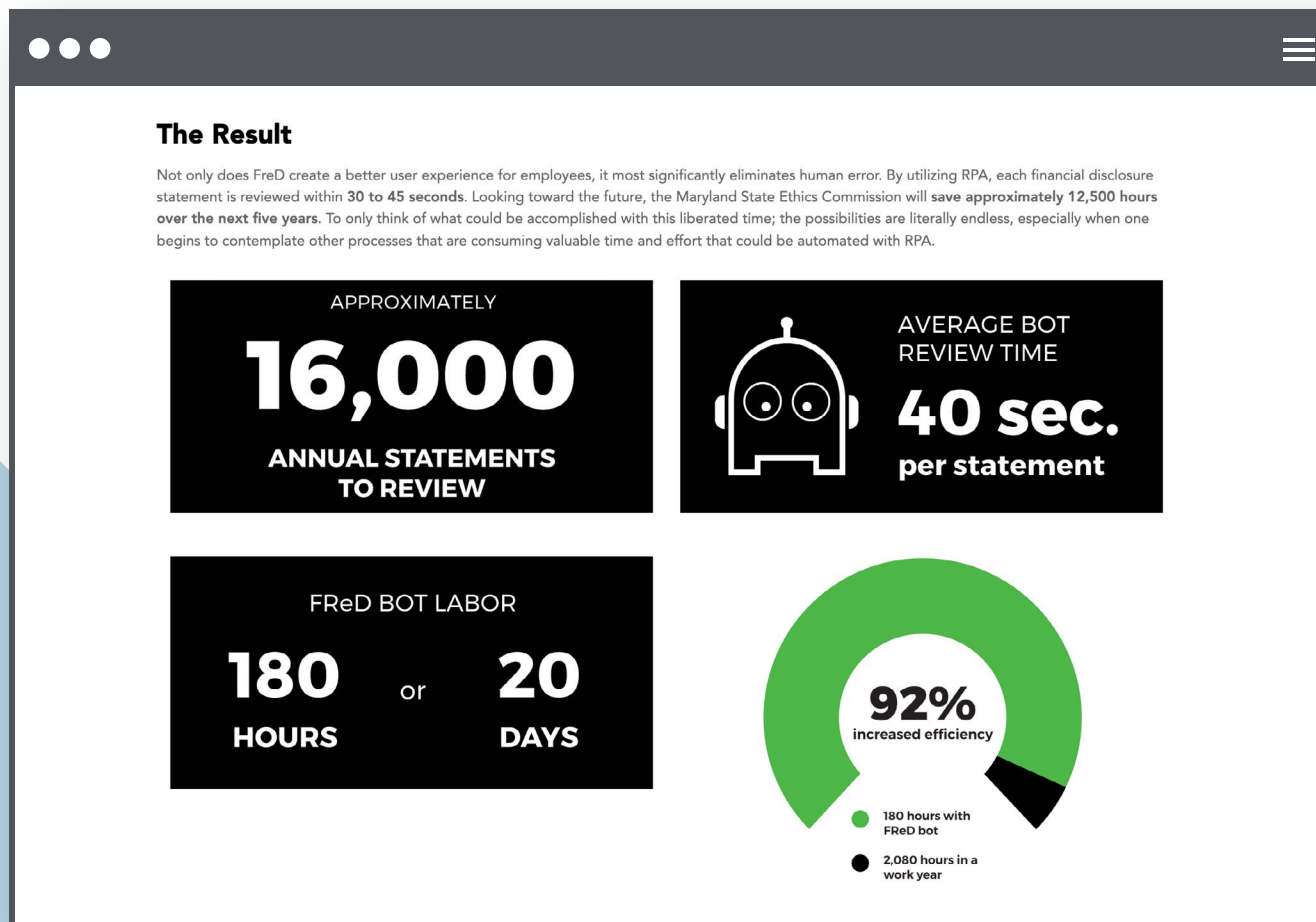 The Result
Not only does FreD create a better user experience for employees, it most significantly eliminates human error. By utilizing RPA, each financial disclosure
statement is reviewed within 30 to 45 seconds. Looking toward the future, the Maryland State Ethics Commission will save approximately 12,500 hours
over the next five years. To only think of what could be accomplished with this liberated time; the possibilities are literally endless, especially when one
begins to contemplate other processes that are consuming valuable time and effort that could be automated with RPA.
APPROXIMATELY
16,000
ANNUAL STATEMENTS
TO REVIEW
AVERAGE BOT
REVIEW TIME
40 sec.
per statement
FReD BOT LABOR
180 or 20
HOURS DAYS
92%
increased efficiency
180 hours with
FReD bot
2,080 hours in a
work year